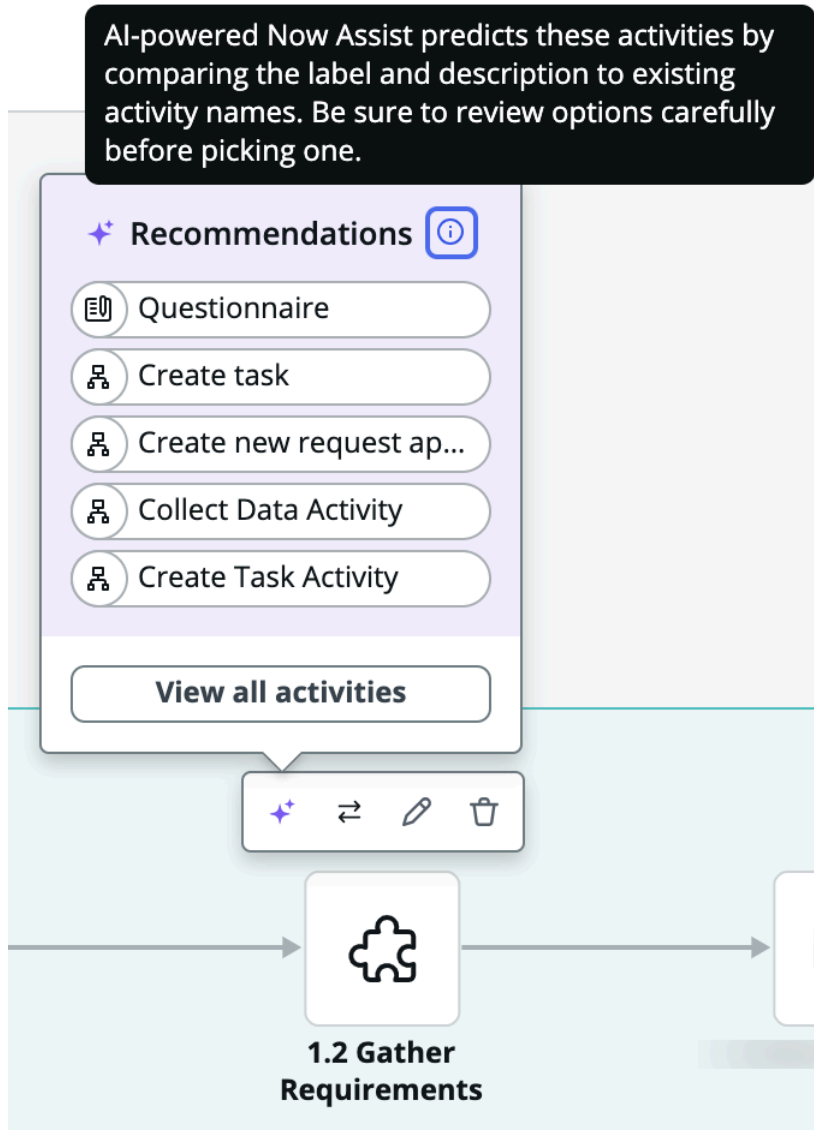 AI-powered Now Assist predicts these activities by
comparing the label and description to existing
activity names. Be sure to review options carefully
before picking one.
Recommendations
Questionnaire
Create task
Create new request ap...
Collect Data Activity
Create Task Activity
View all activities
1.2 Gather
Requirements